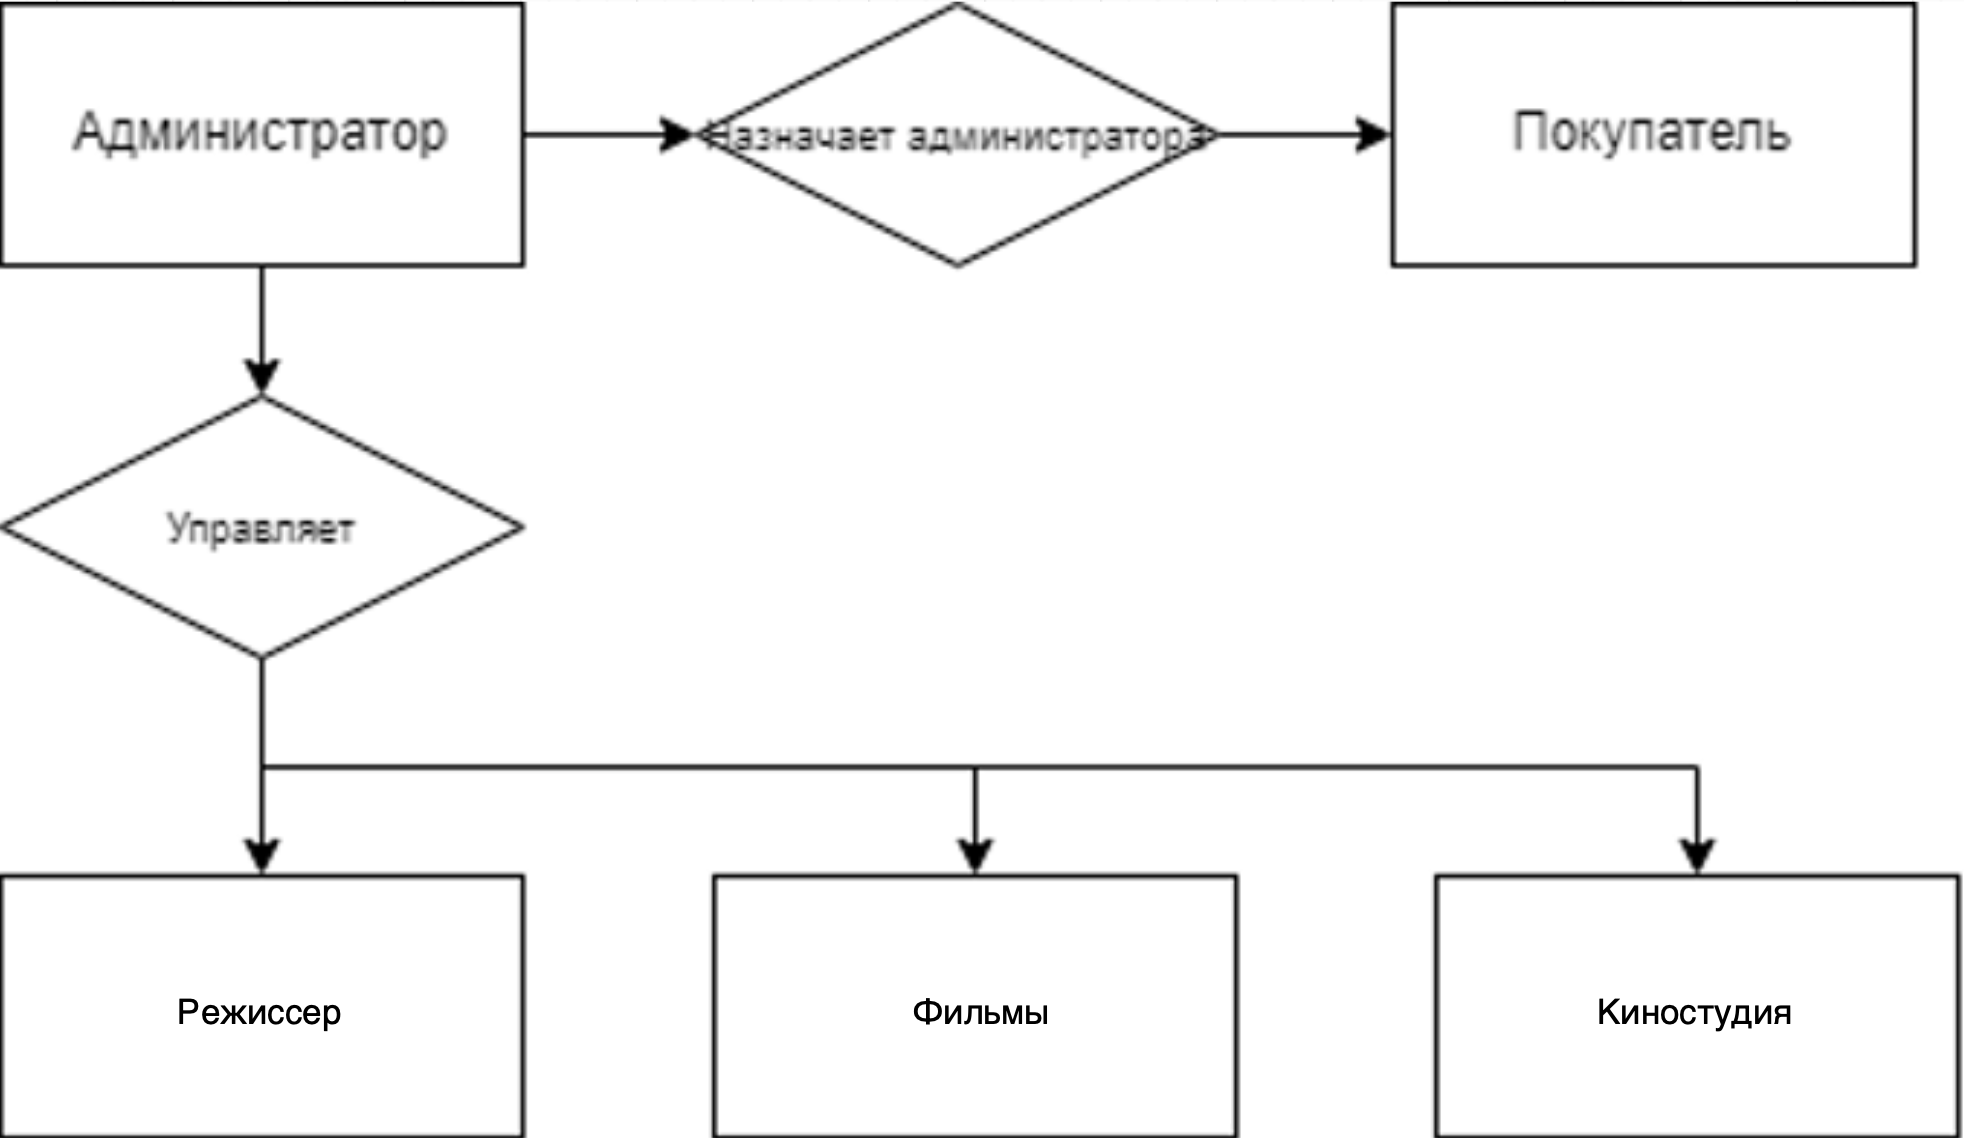 Администратор
Назначает администратора
Покупатель
Управляет
Режиссер
Фильмы
Киностудия